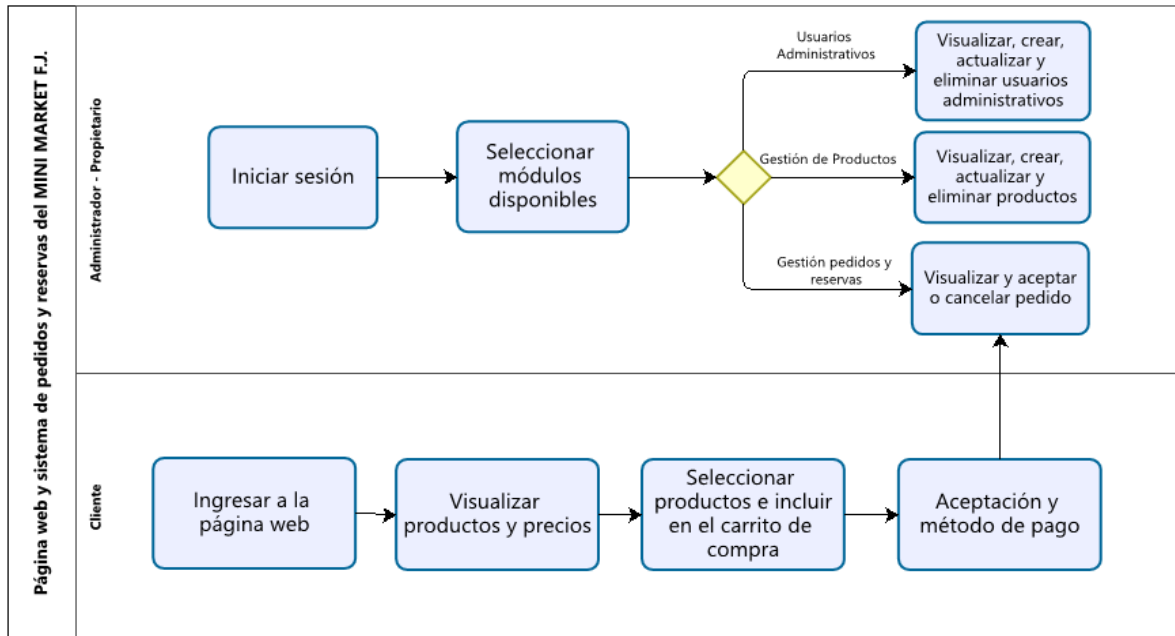 Página web y sistema de pedidos y reservas del MINI MARKET F.J.
Administrador - Propietario
Iniciar sesión
Seleccionar
módulos
disponibles
Usuarios
Administrativos
Visualizar, crear,
actualizar y
eliminar usuarios
administrativos
Gestión de Productos
Visualizar, crear,
actualizar y
eliminar productos
Gestión pedidos y
reservas
Visualizar y aceptar
o cancelar pedido
Cliente
Ingresar a la
página web
Visualizar
productos y precios
Seleccionar
productos e incluir
en el carrito de
compra
Aceptación y
método de pago